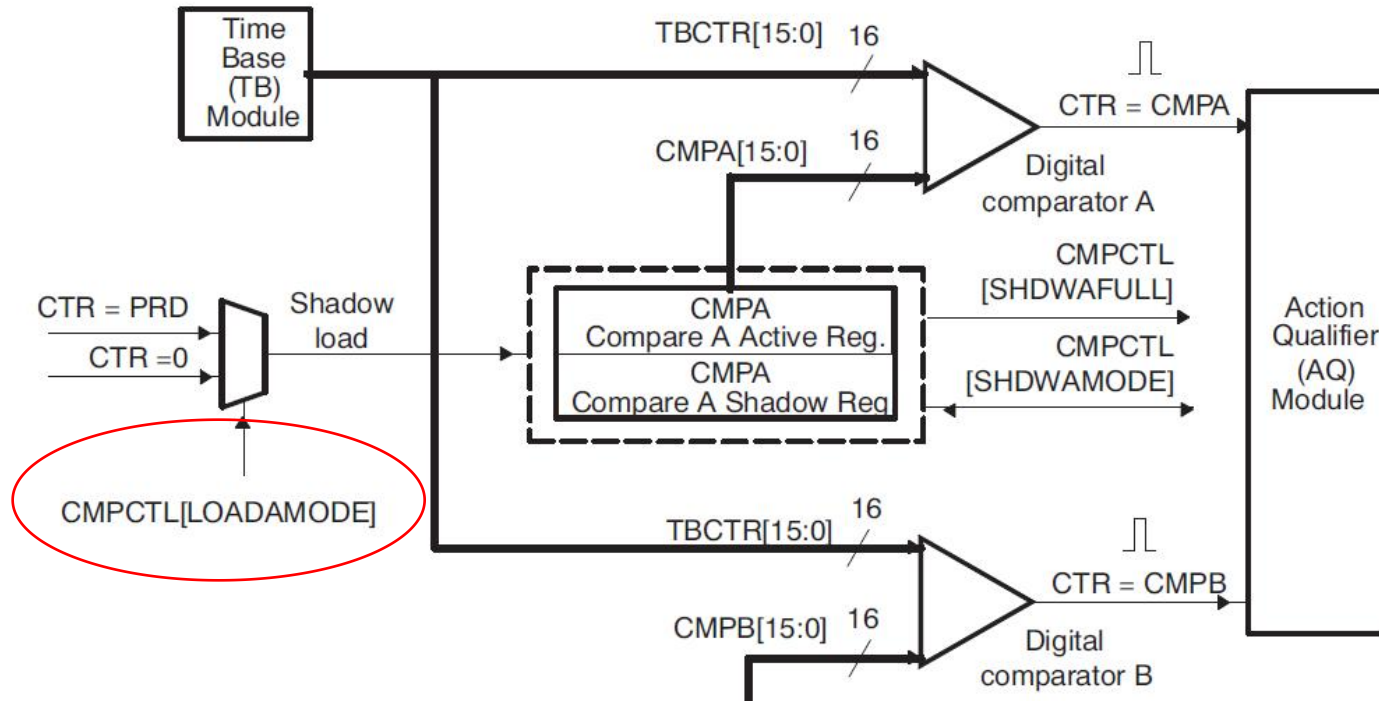 Time
Base
(TB)
Module
TBCTR[15:0]
16
CTR = CMPA
CMPA[15:0]
16
Digital
comparator A
CTR = PRD
CTR =0
Shadow
load
CMPA
Compare A Active Reg.
CMPA
Compare A Shadow Reg
CMPCTL
[SHDWAFULL]
CMPCTL
[SHDWAMODE]
Action
Qualifier
(AQ)
Module
CMPCTL[LOADAMODE]
TBCTR[15:0]
16
CTR = CMPB
CMPB[15:0]
16
Digital
comparator B